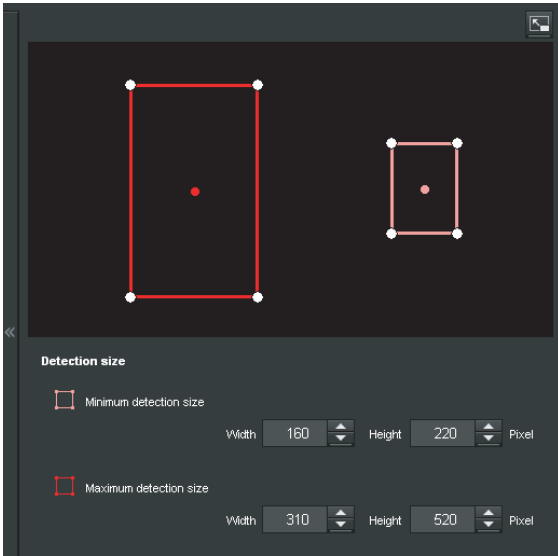 Detection size
Minimum detection size
Width 160 Height 220 Pixel
Maximum detection size
Width 310 Height 520 Pixel